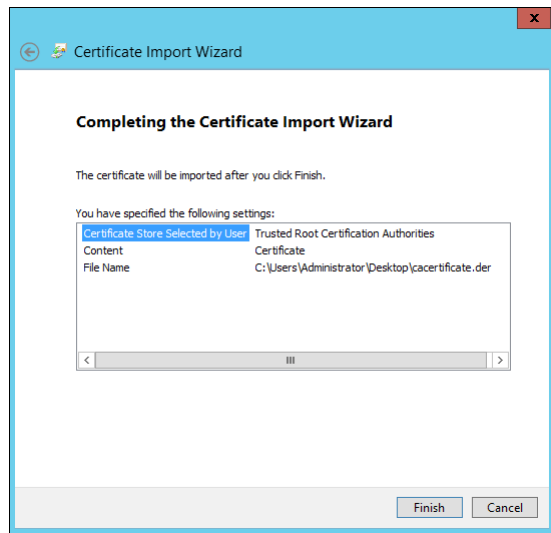 x
Certificate Import Wizard
Completing the Certificate Import Wizard
The certificate will be imported after you click Finish.
You have specified the following settings:
Certificate Store Selected by User Trusted Root Certification Authorities
Content Certificate
File Name C:\Users\Administrator\Desktop\cacertificate.der
Finish Cancel